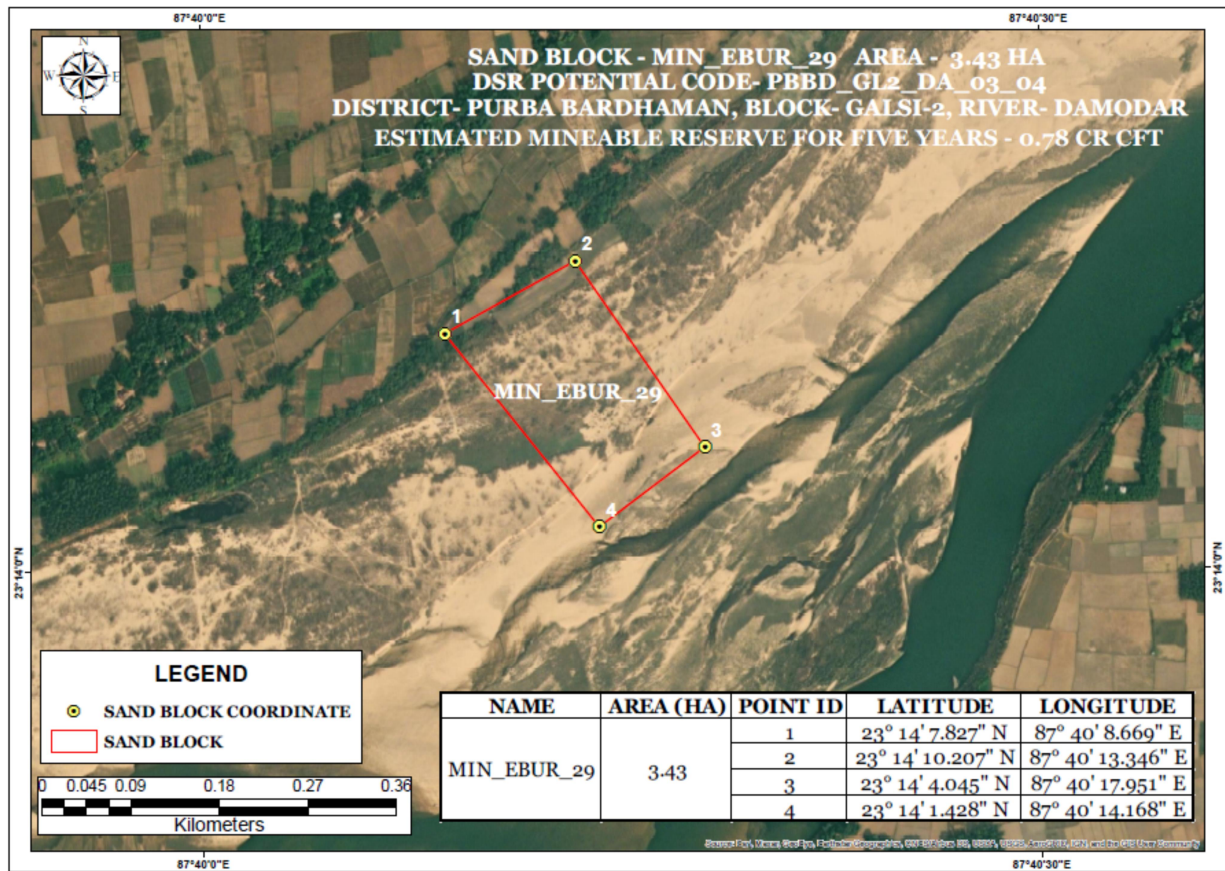 87°40'0"E
87°40'30"E
N
W E
S
SAND BLOCK - MIN_EBUR_29 AREA - 3.43 HA
DSR POTENTIAL CODE- PBBD_GL2_DA_03_04
DISTRICT- PURBA BARDHAMAN, BLOCK- GALSI-2, RIVER- DAMODAR
ESTIMATED MINEABLE RESERVE FOR FIVE YEARS - 0.78 CR CFT
2
1
MIN_EBUR_29
3
4
23°14'0"N
23°14'0"N
LEGEND
SAND BLOCK COORDINATE
SAND BLOCK
0 0.045 0.09 0.18 0.27 0.36
Kilometers
NAME AREA (HA) POINT ID LATITUDE LONGITUDE
MIN_EBUR_29 3.43
1 23° 14' 7.827" N 87° 40' 8.669" E
2 23° 14' 10.207" N 87° 40' 13.346" E
3 23° 14' 4.045" N 87° 40' 17.951" E
4 23° 14' 1.428" N 87° 40' 14.168" E
87°40'0"E
87°40'30"E